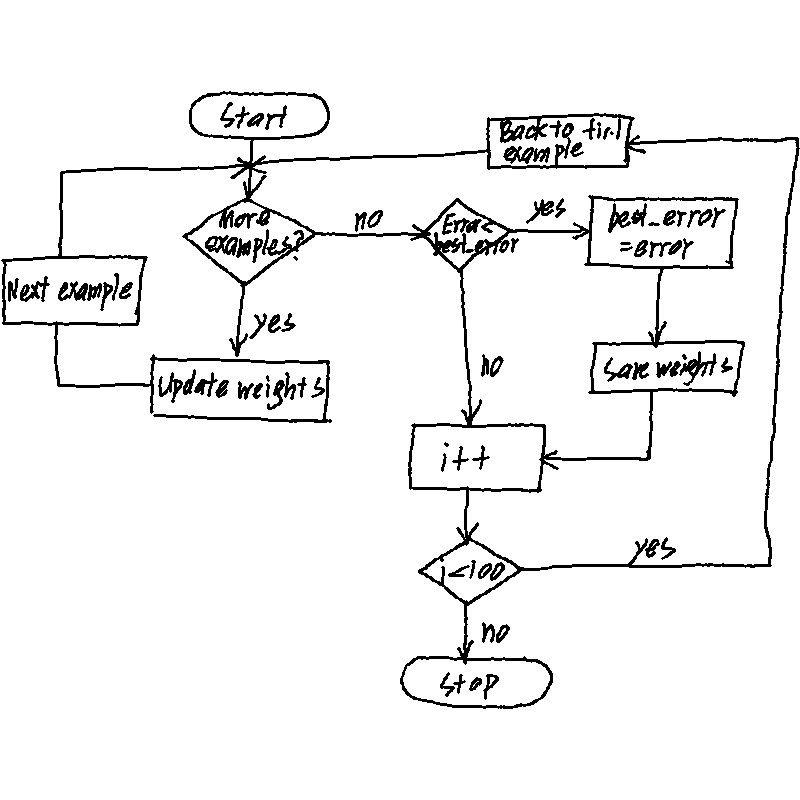 Start
Back to first
example
More
examples?
no
Error<
best_error
yes
best_error
=error
Next example
yes
Update weights
no
Save weights
i++
i<100
yes
no
Stop